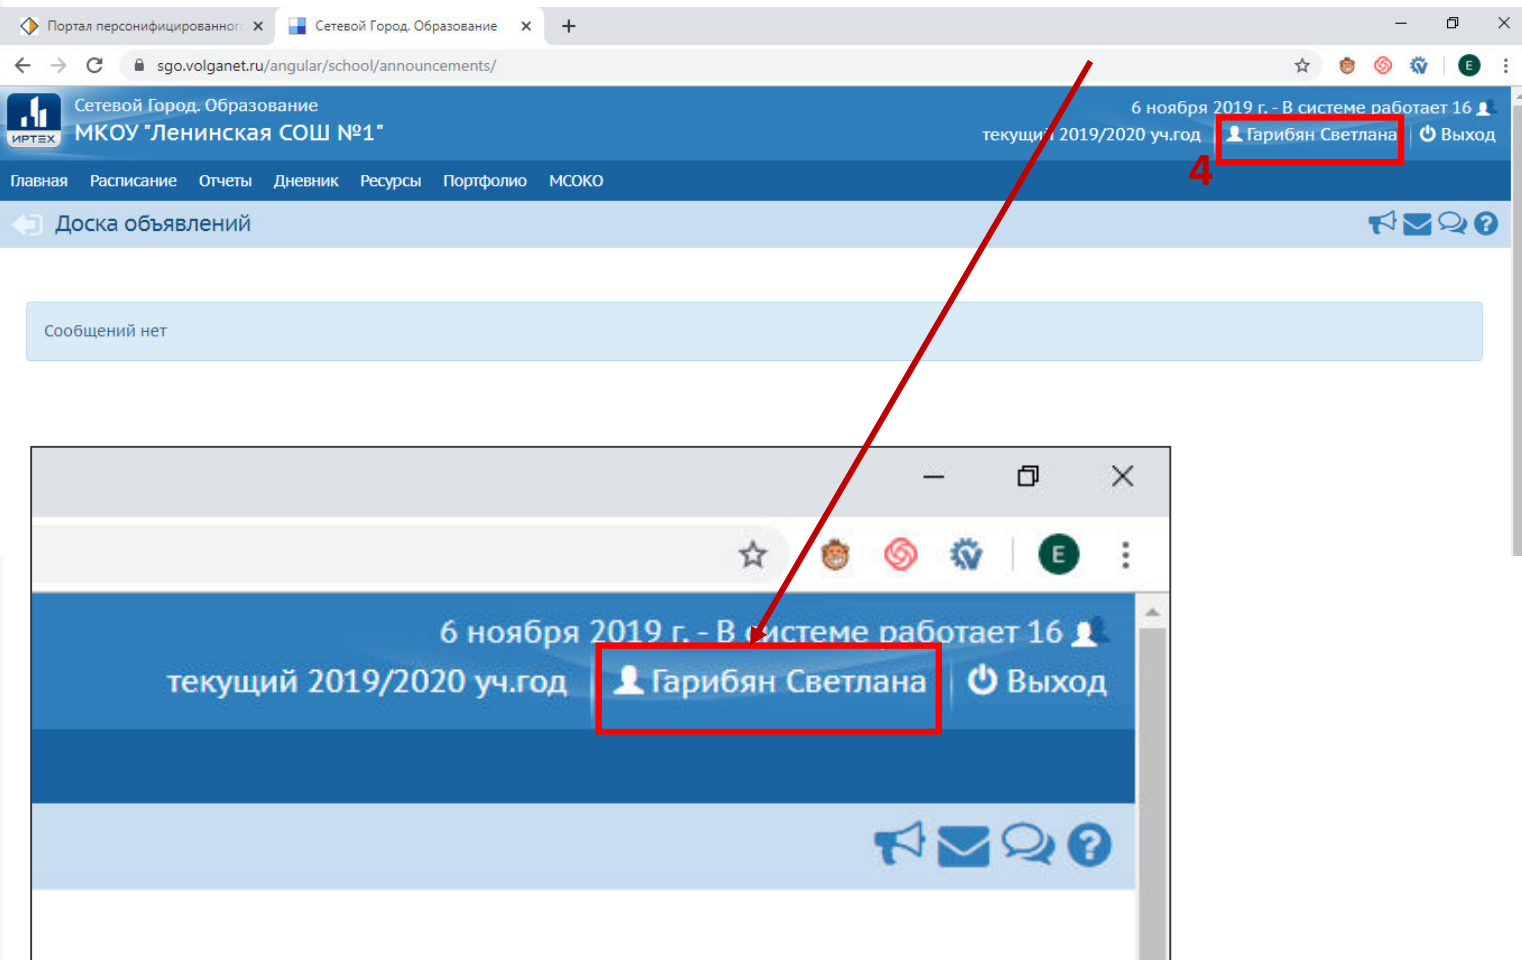 Портал персонифицированног
Сетевой Город. Образование
sgo.volganet.ru/angular/school/announcements/
E
Сетевой Город. Образование
6 ноября 2019 г. - В системе работает 16
ИРТЕХ
МКОУ "Ленинская СОШ №1"
текущий 2019/2020 уч.год
Гарибян Светлана
Выход
4
Главная Расписание Отчеты Дневник Ресурсы Портфолио МСОКО
Доска объявлений
Сообщений нет
E
6 ноября 2019 г. - В системе работает 16
текущий 2019/2020 уч.год
Гарибян Светлана
Выход